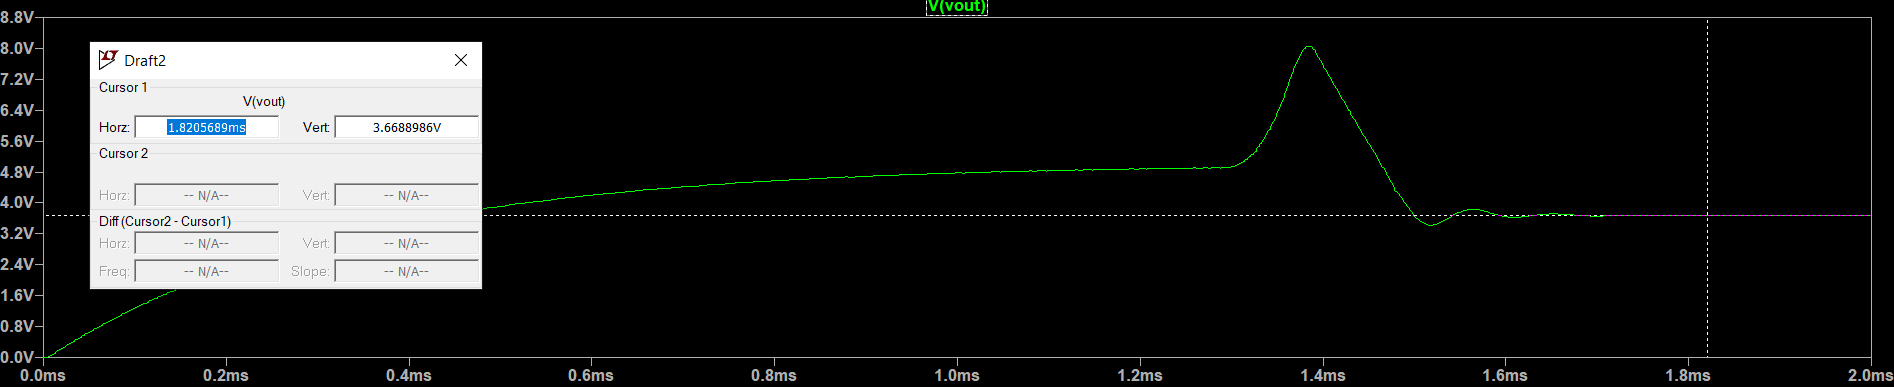 V(vout)
8.8V
8.0V
7.2V
6.4V
5.6V
4.8V
4.0V
3.2V
2.4V
1.6V
0.8V
0.0V
Draft2
Cursor 1
V(vout)
Horz: 1.8205689ms Vert: 3.6688986V
Cursor 2
Horz: -- N/A-- Vert: -- N/A--
Diff (Cursor2 - Cursor1)
Horz: -- N/A-- Vert: -- N/A--
Freq: -- N/A-- Slope: -- N/A--
0.0ms 0.2ms 0.4ms 0.6ms 0.8ms 1.0ms 1.2ms 1.4ms 1.6ms 1.8ms 2.0ms